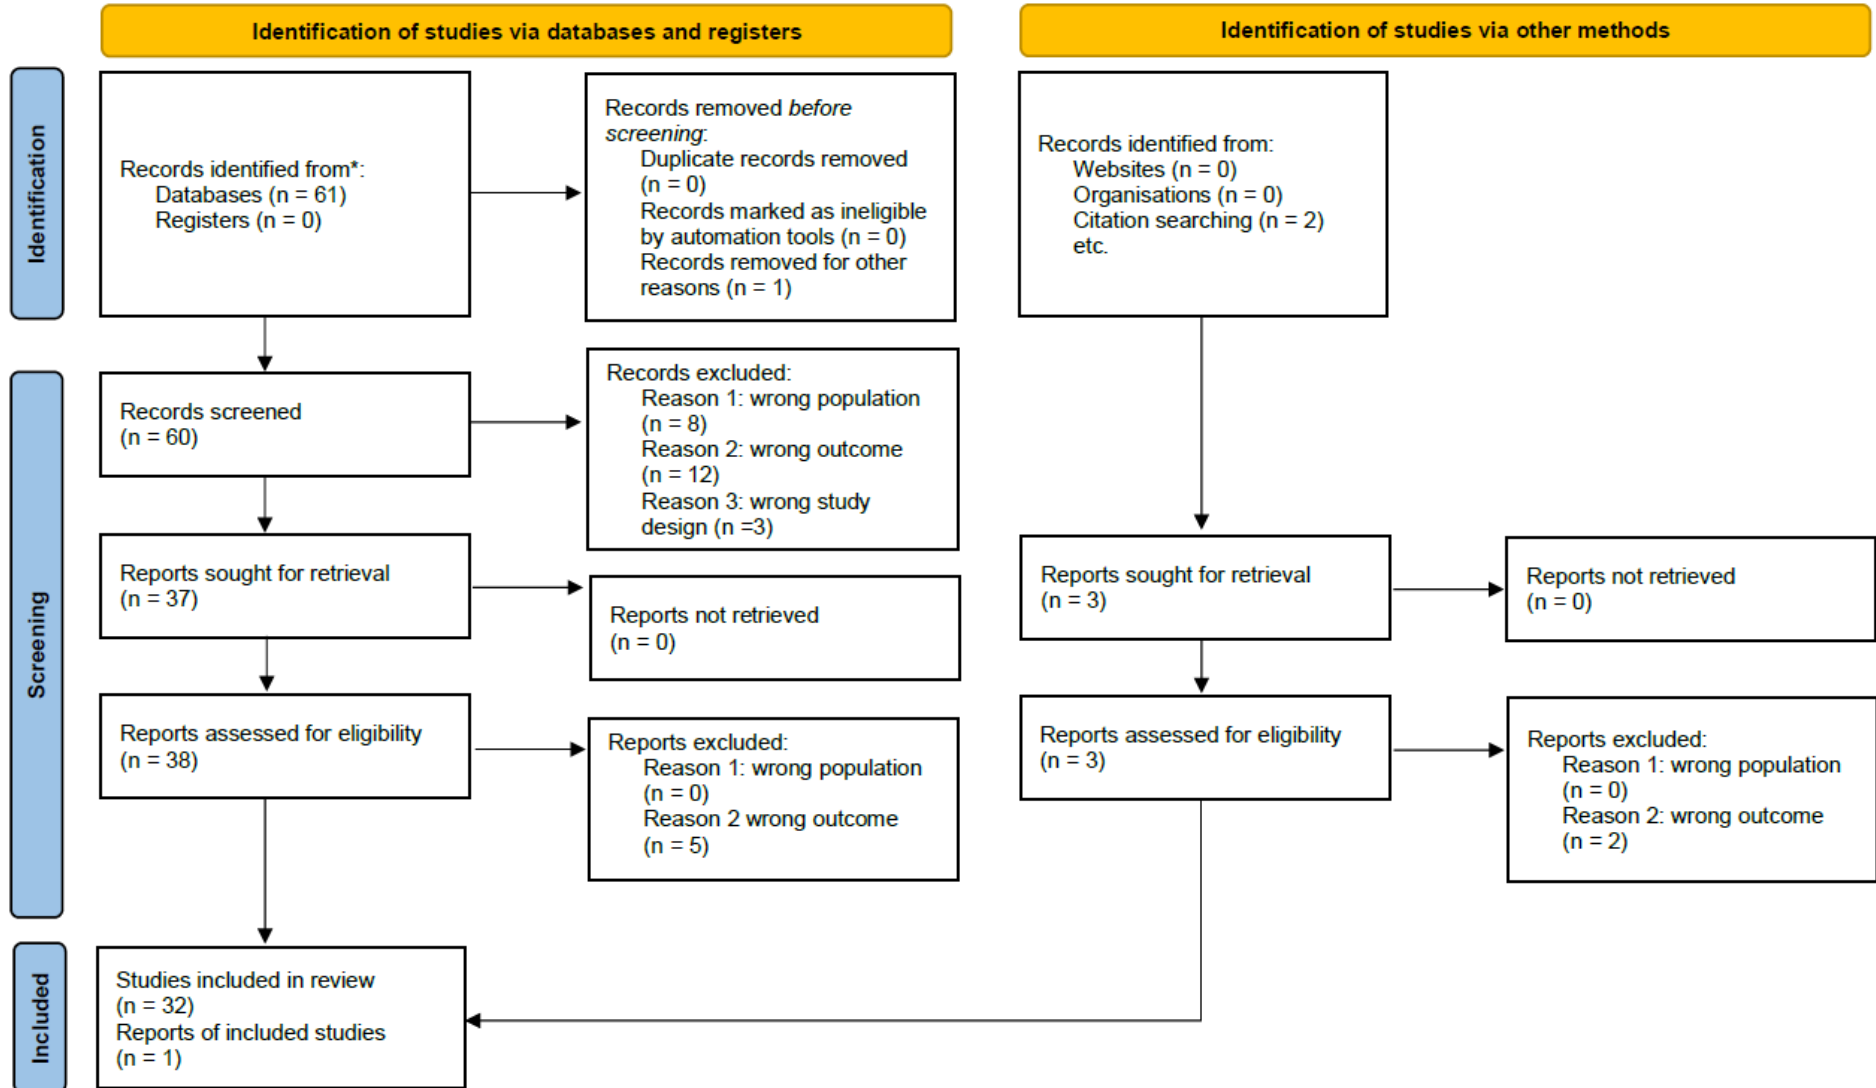 Identification of studies via databases and registers
Identification of studies via other methods
Identification
Records identified from*:
Databases (n = 61)
Registers (n = 0)
Records removed before
screening:
Duplicate records removed
(n = 0)
Records marked as ineligible
by automation tools (n = 0)
Records removed for other
reasons (n = 1)
Records identified from:
Websites (n = 0)
Organisations (n = 0)
Citation searching (n = 2)
etc.
Screening
Records screened
(n = 60)
Records excluded:
Reason 1: wrong population
(n = 8)
Reason 2: wrong outcome
(n = 12)
Reason 3: wrong study
design (n =3)
Reports sought for retrieval
(n = 37)
Reports not retrieved
(n = 0)
Reports sought for retrieval
(n = 3)
Reports not retrieved
(n = 0)
Reports assessed for eligibility
(n = 38)
Reports excluded:
Reason 1: wrong population
(n = 0)
Reason 2 wrong outcome
(n = 5)
Reports assessed for eligibility
(n = 3)
Reports excluded:
Reason 1: wrong population
(n = 0)
Reason 2: wrong outcome
(n = 2)
Included
Studies included in review
(n = 32)
Reports of included studies
(n = 1)